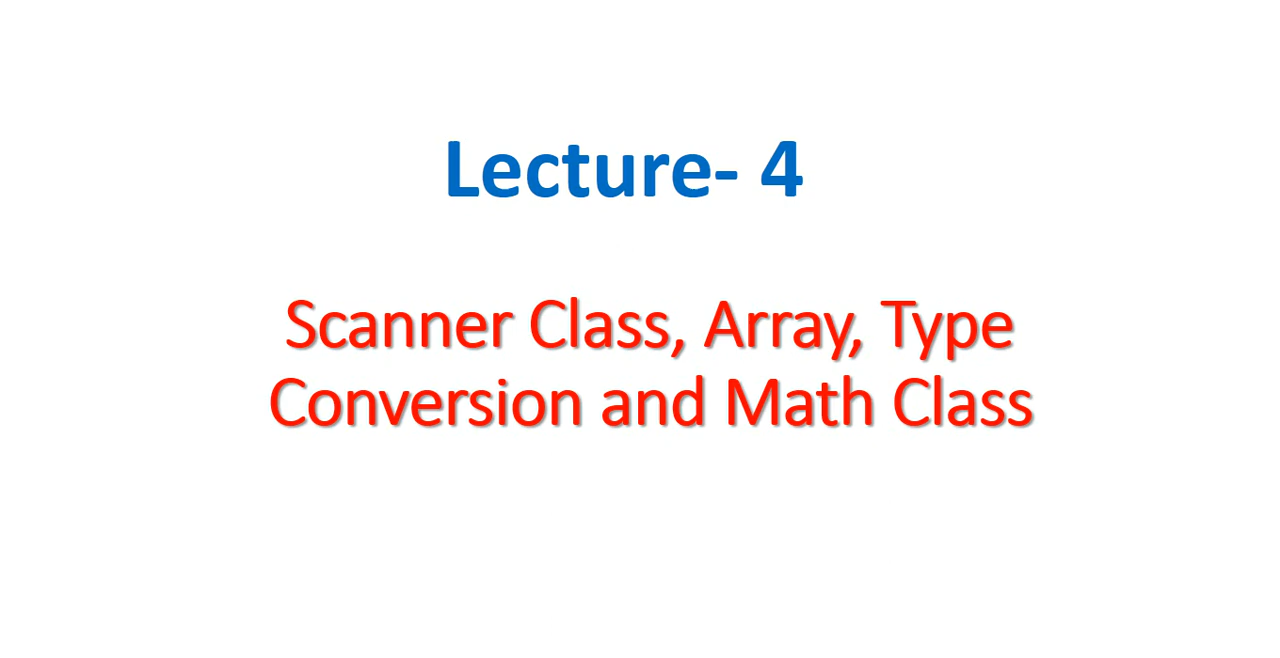 Lecture- 4
Scanner Class, Array, Type
Conversion and Math Class